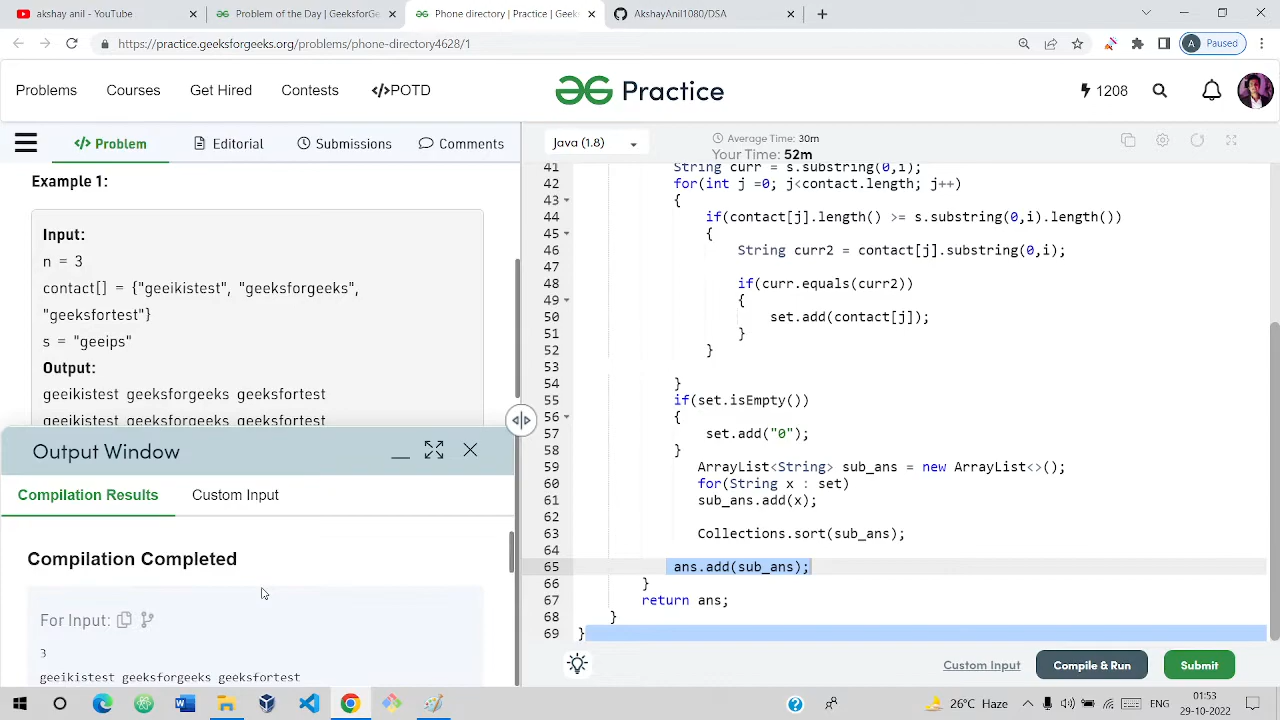 akshay anil - YouTube
Problem of the Day | GeeksforGe
Phone directory | Practice | Geek
AkshayAnil1080/DSA
https://practice.geeksforgeeks.org/problems/phone-directory4628/1
A Paused
Problems Courses Get Hired Contests </>POTD
Practice
1208
</> Problem Editorial Submissions Comments
Java (1.8)
Average Time: 30m
Your Time: 52m
Example 1:
Input:
n = 3
contact[] = {"geeikistest", "geeksforgeeks",
"geeksfortest"}
s = "geeips"
Output:
geeikistest geeksforgeeks geeksfortest
geeikistest geeksforgeeks geeksfortest
Output Window
Compilation Results Custom Input
Compilation Completed
For Input:
3
geeikistest geeksforgeeks geeksfortest
41 String curr = s.substring(0,i);
42 for(int j =0; j<contact.length; j++)
43 {
44 if(contact[j].length() >= s.substring(0,i).length())
45 {
46 String curr2 = contact[j].substring(0,i);
47
48 if(curr.equals(curr2))
49 {
50 set.add(contact[j]);
51 }
52 }
53
54 }
55 if(set.isEmpty())
56 {
57 set.add("0");
58 }
59 ArrayList<String> sub_ans = new ArrayList<>();
60 for(String x : set)
61 sub_ans.add(x);
62
63 Collections.sort(sub_ans);
64
65 ans.add(sub_ans);
66 }
67 return ans;
68 }
69 }
Custom Input Compile & Run Submit
26°C Haze
ENG
01:53
29-10-2022